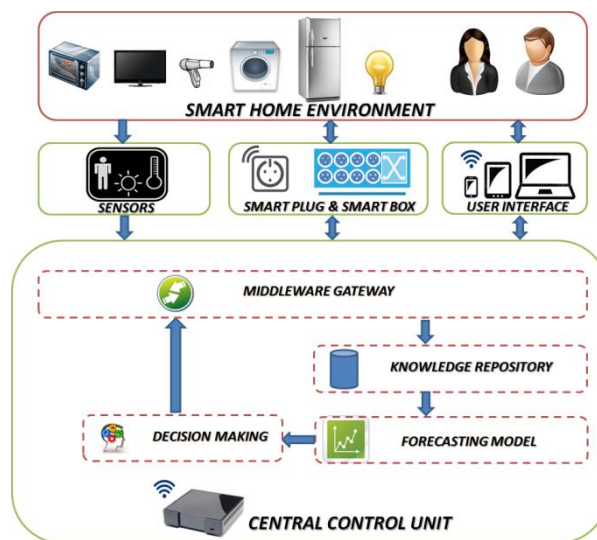 SMART HOME ENVIRONMENT
SENSORS
SMART PLUG & SMART BOX
USER INTERFACE
MIDDLEWARE GATEWAY
KNOWLEDGE REPOSITORY
DECISION MAKING
FORECASTING MODEL
CENTRAL CONTROL UNIT